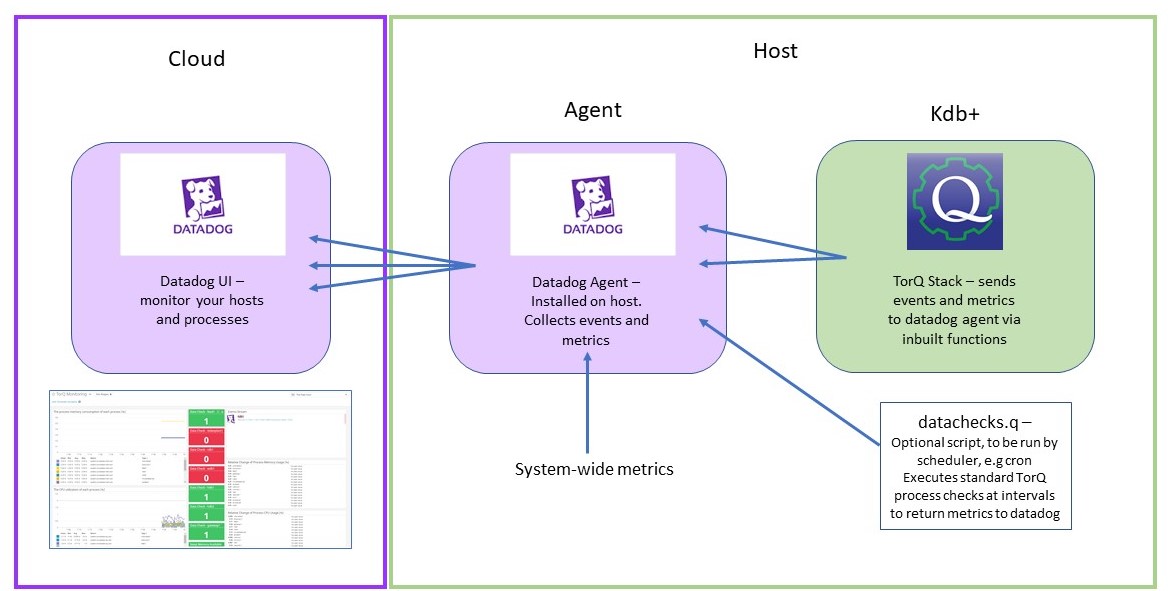 Cloud
Host
Agent
Kdb+
DATADOG
Datadog UI –
monitor your hosts
and processes
DATADOG
Datadog Agent –
Installed on host.
Collects events and
metrics
Q
TorQ Stack – sends
events and metrics
to datadog agent via
inbuilt functions
System-wide metrics
datachecks.q –
Optional script, to be run by
scheduler, e.g cron
Executes standard TorQ
process checks at intervals
to return metrics to datadog
TorQ Monitoring
1
0
0
0
1
1
1